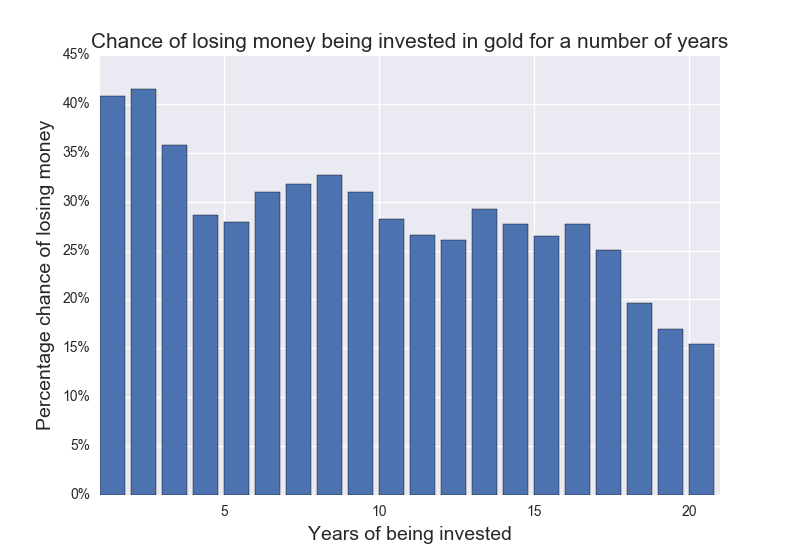 Chance of losing money being invested in gold for a number of years
45%
40%
35%
30%
25%
20%
15%
10%
5%
0%
Percentage chance of losing money
5 10 15 20
Years of being invested